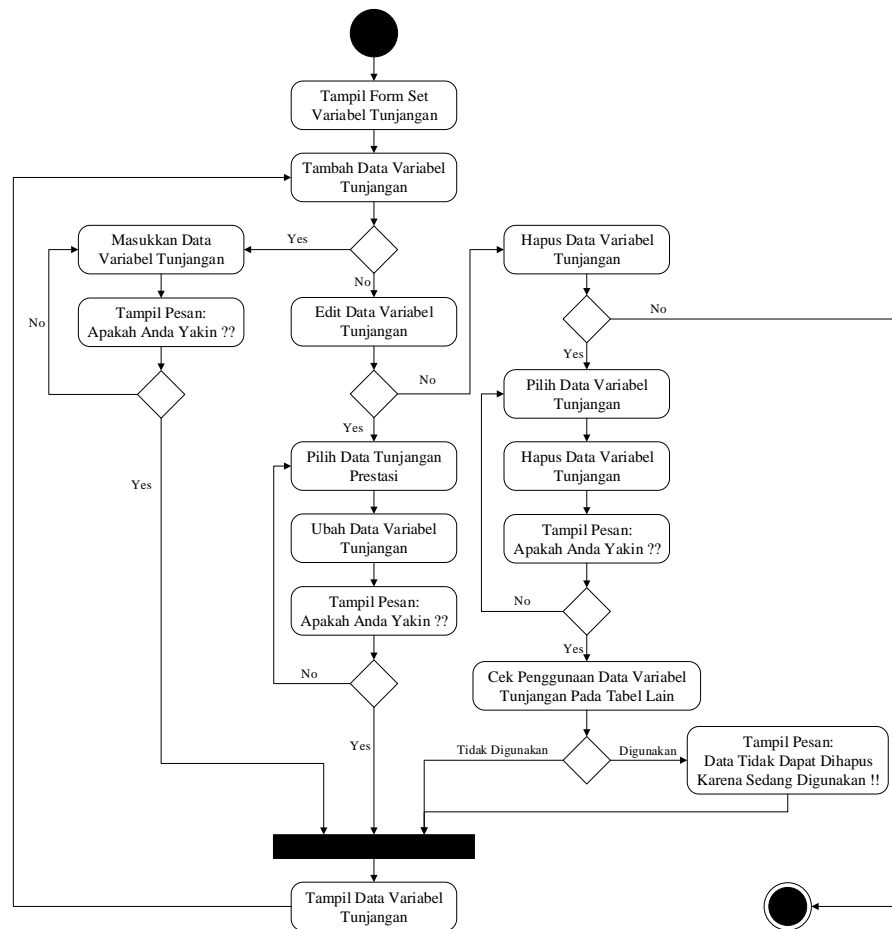 Tampil Form Set
Variabel Tunjangan
Tambah Data Variabel
Tunjangan
Yes
No
Masukkan Data
Variabel Tunjangan
Tampil Pesan:
Apakah Anda Yakin ??
No
Yes
Edit Data Variabel
Tunjangan
No
Yes
Pilih Data Tunjangan
Prestasi
Ubah Data Variabel
Tunjangan
Tampil Pesan:
Apakah Anda Yakin ??
No
Yes
Hapus Data Variabel
Tunjangan
No
Yes
Pilih Data Variabel
Tunjangan
Hapus Data Variabel
Tunjangan
Tampil Pesan:
Apakah Anda Yakin ??
No
Yes
Cek Penggunaan Data Variabel
Tunjangan Pada Tabel Lain
Tidak Digunakan
Digunakan
Tampil Pesan:
Data Tidak Dapat Dihapus
Karena Sedang Digunakan !!
Tampil Data Variabel
Tunjangan